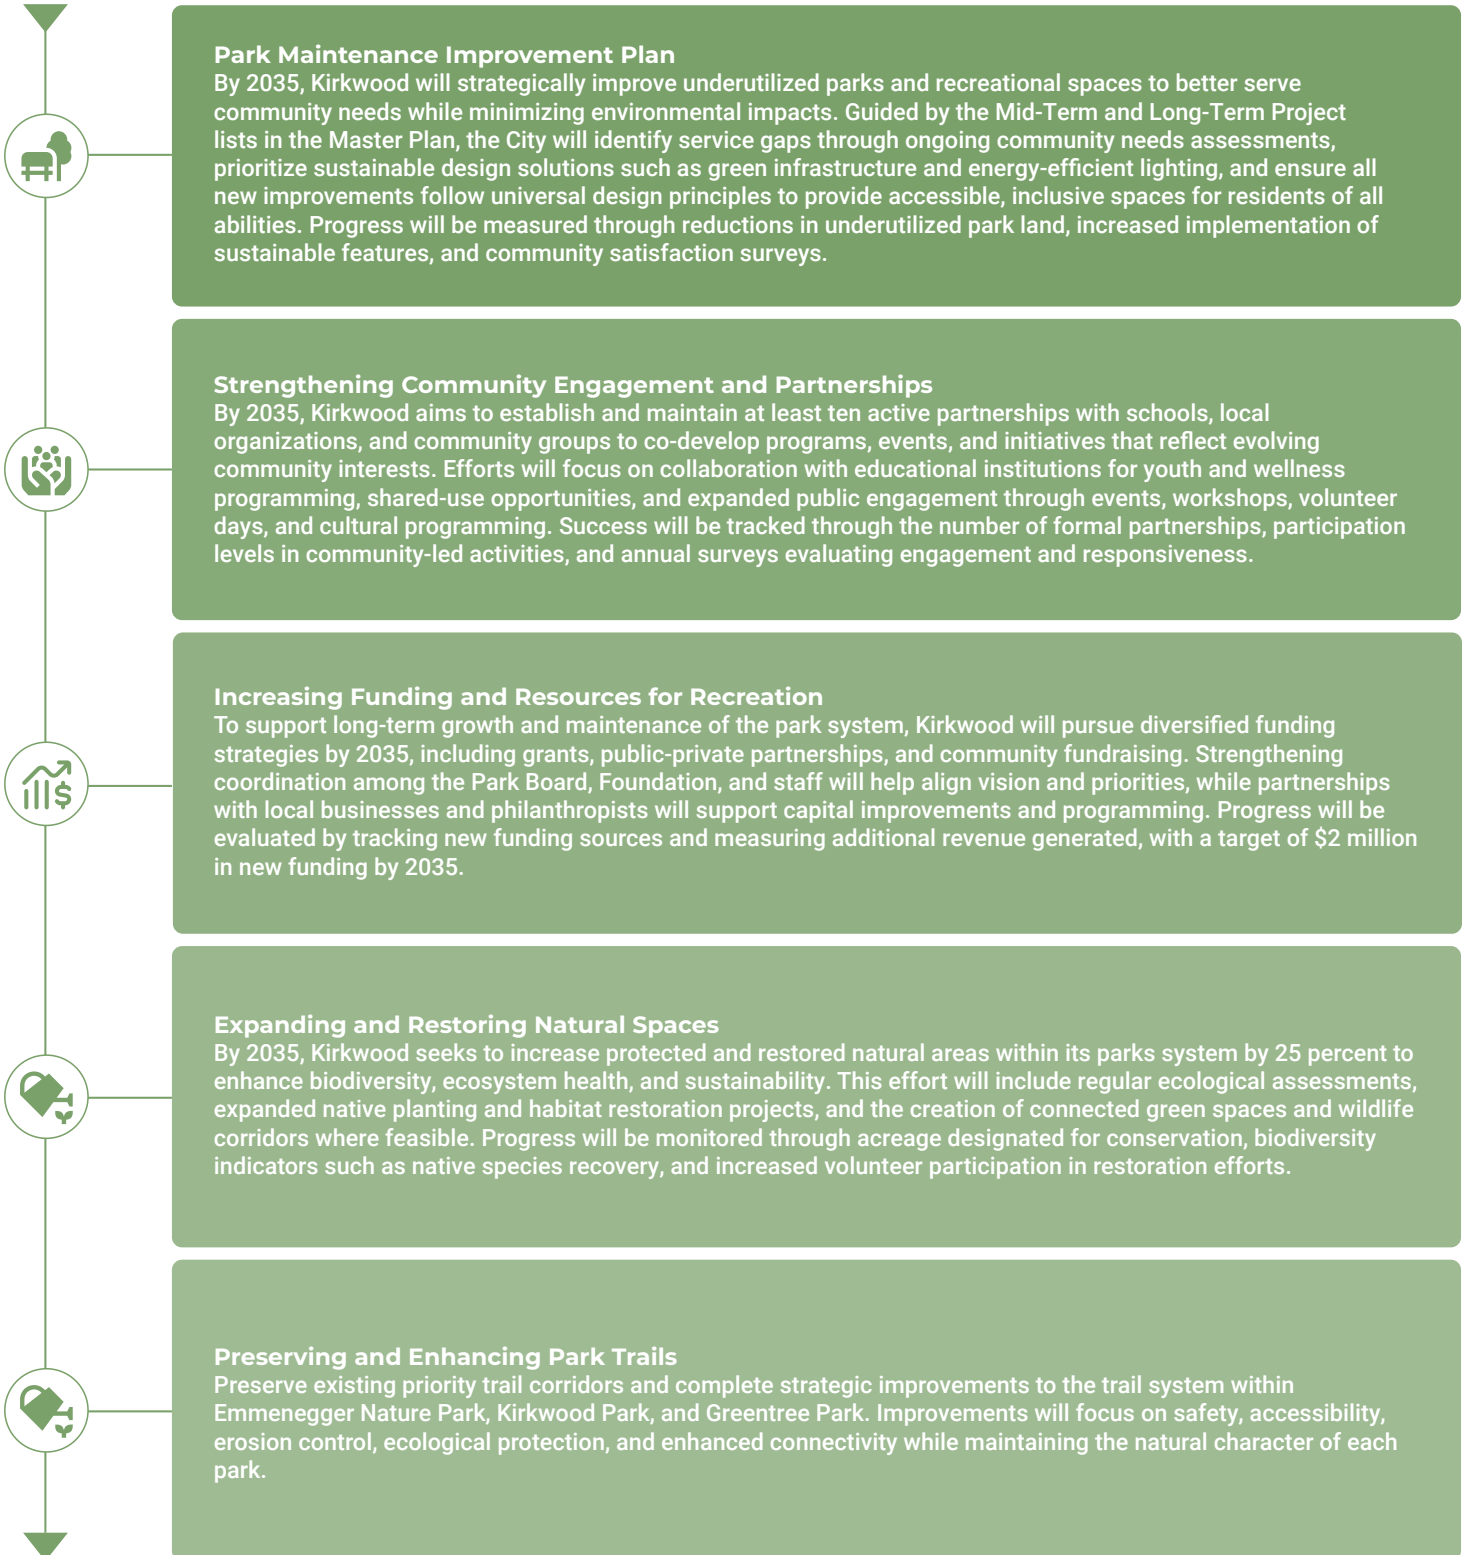 Park Maintenance Improvement Plan
By 2035, Kirkwood will strategically improve underutilized parks and recreational spaces to better serve
community needs while minimizing environmental impacts. Guided by the Mid-Term and Long-Term Project
lists in the Master Plan, the City will identify service gaps through ongoing community needs assessments,
prioritize sustainable design solutions such as green infrastructure and energy-efficient lighting, and ensure all
new improvements follow universal design principles to provide accessible, inclusive spaces for residents of all
abilities. Progress will be measured through reductions in underutilized park land, increased implementation of
sustainable features, and community satisfaction surveys.
Strengthening Community Engagement and Partnerships
By 2035, Kirkwood aims to establish and maintain at least ten active partnerships with schools, local
organizations, and community groups to co-develop programs, events, and initiatives that reflect evolving
community interests. Efforts will focus on collaboration with educational institutions for youth and wellness
programming, shared-use opportunities, and expanded public engagement through events, workshops, volunteer
days, and cultural programming. Success will be tracked through the number of formal partnerships, participation
levels in community-led activities, and annual surveys evaluating engagement and responsiveness.
Increasing Funding and Resources for Recreation
To support long-term growth and maintenance of the park system, Kirkwood will pursue diversified funding
strategies by 2035, including grants, public-private partnerships, and community fundraising. Strengthening
coordination among the Park Board, Foundation, and staff will help align vision and priorities, while partnerships
with local businesses and philanthropists will support capital improvements and programming. Progress will be
evaluated by tracking new funding sources and measuring additional revenue generated, with a target of $2 million
in new funding by 2035.
Expanding and Restoring Natural Spaces
By 2035, Kirkwood seeks to increase protected and restored natural areas within its parks system by 25 percent to
enhance biodiversity, ecosystem health, and sustainability. This effort will include regular ecological assessments,
expanded native planting and habitat restoration projects, and the creation of connected green spaces and wildlife
corridors where feasible. Progress will be monitored through acreage designated for conservation, biodiversity
indicators such as native species recovery, and increased volunteer participation in restoration efforts.
Preserving and Enhancing Park Trails
Preserve existing priority trail corridors and complete strategic improvements to the trail system within
Emmenegger Nature Park, Kirkwood Park, and Greentree Park. Improvements will focus on safety, accessibility,
erosion control, ecological protection, and enhanced connectivity while maintaining the natural character of each
park.